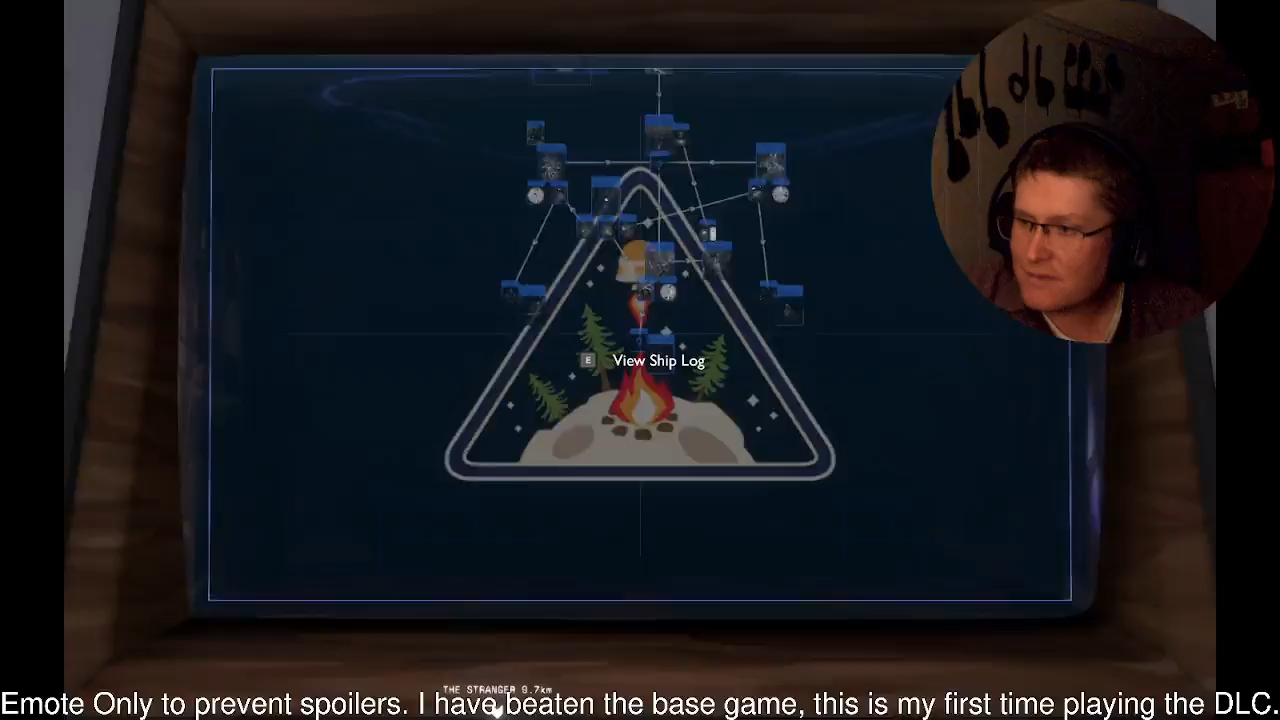 E View Ship Log
THE STRANGER 9.7km
Emote Only to prevent spoilers. I have beaten the base game, this is my first time playing the DLC.